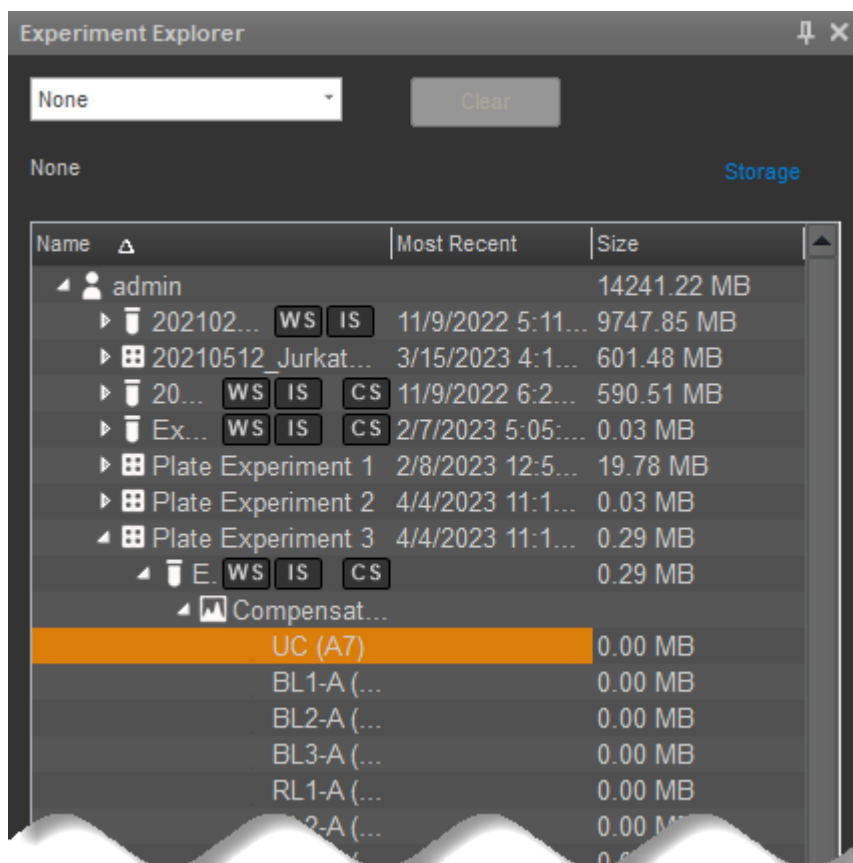 Experiment Explorer
None Clear
None Storage
Name Most Recent Size
admin 14241.22 MB
202102... WS IS 11/9/2022 5:11... 9747.85 MB
20210512_Jurkat... 3/15/2023 4:1... 601.48 MB
20... WS IS CS 11/9/2022 6:2... 590.51 MB
Ex... WS IS CS 2/7/2023 5:05:... 0.03 MB
Plate Experiment 1 2/8/2023 12:5... 19.78 MB
Plate Experiment 2 4/4/2023 11:1... 0.03 MB
Plate Experiment 3 4/4/2023 11:1... 0.29 MB
E. WS IS CS 0.29 MB
Compensat...
UC (A7) 0.00 MB
BL1-A (... 0.00 MB
BL2-A (... 0.00 MB
BL3-A (... 0.00 MB
RL1-A (... 0.00 MB
2-A (... 0.00